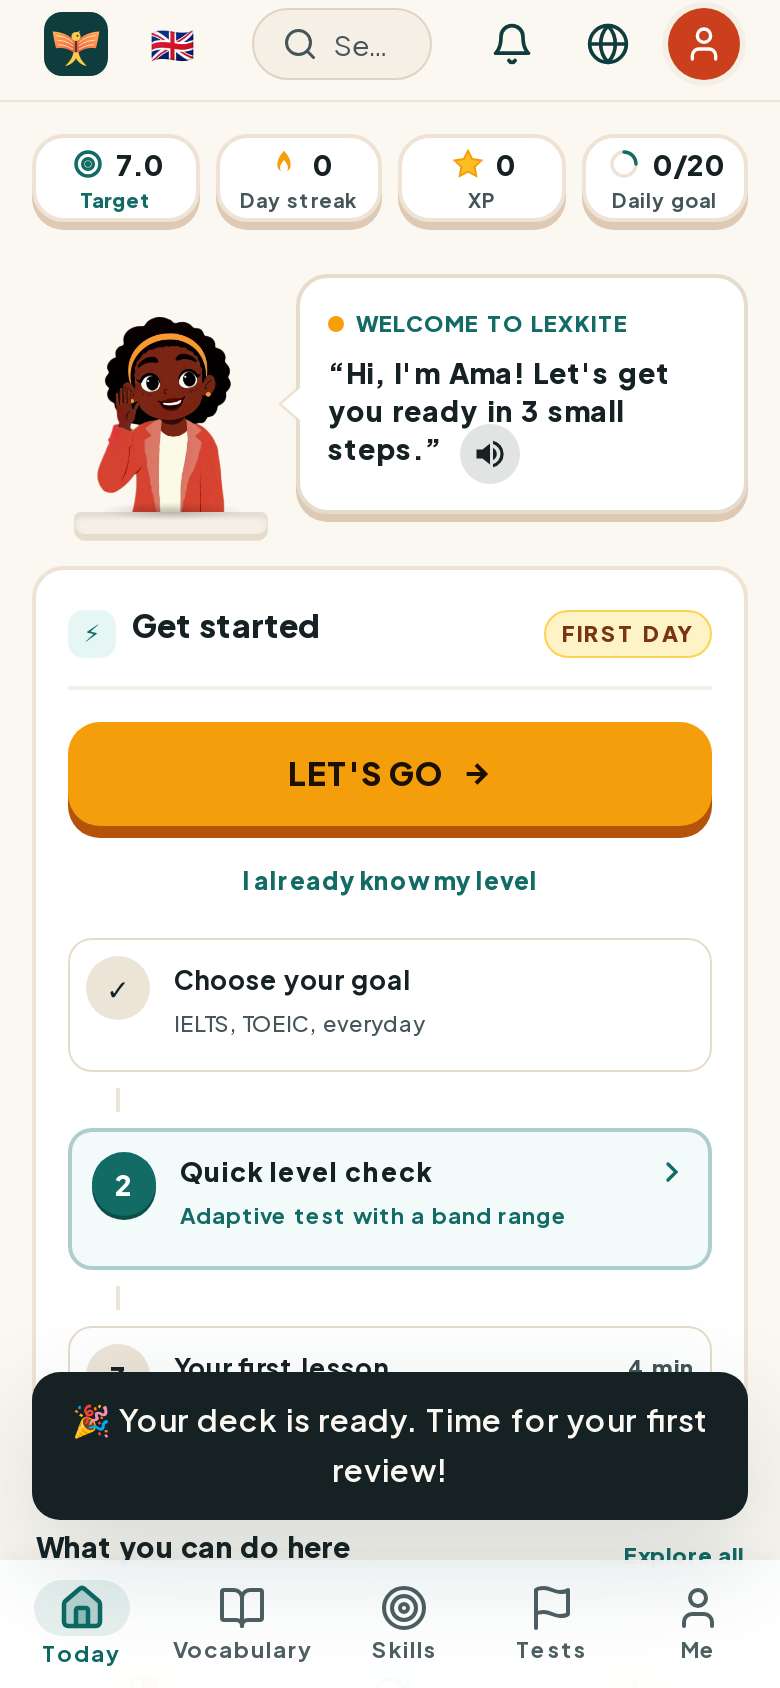 Se...
7.0
Target
0
Day streak
0
XP
0/20
Daily goal
WELCOME TO LEXKITE
“Hi, I'm Ama! Let's get
you ready in 3 small
steps.”
Get started
FIRST DAY
LET'S GO →
I already know my level
✓
Choose your goal
IELTS, TOEIC, everyday
2
Quick level check
Adaptive test with a band range
Your first lesson
4 min
🎉 Your deck is ready. Time for your first
review!
What you can do here
Explore all
Today
Vocabulary
Skills
Tests
Me